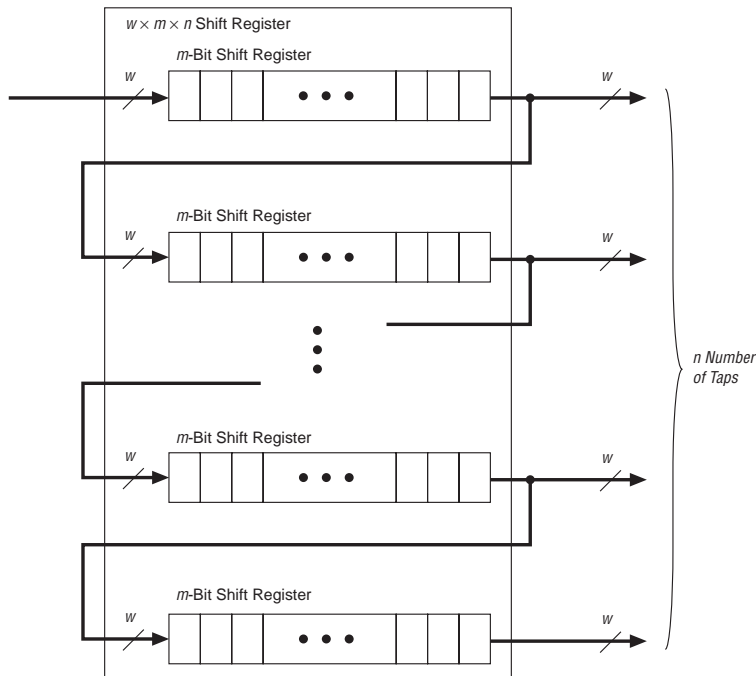 w × m × n Shift Register
m-Bit Shift Register
w
w
m-Bit Shift Register
w
w
n Number
of Taps
m-Bit Shift Register
w
w
m-Bit Shift Register
w
w